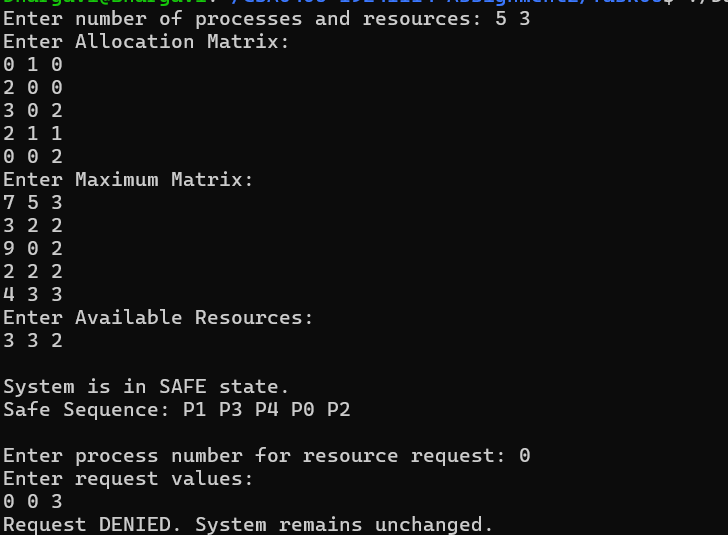 Enter number of processes and resources: 5 3
Enter Allocation Matrix:
0 1 0
2 0 0
3 0 2
2 1 1
0 0 2
Enter Maximum Matrix:
7 5 3
3 2 2
9 0 2
2 2 2
4 3 3
Enter Available Resources:
3 3 2
System is in SAFE state.
Safe Sequence: P1 P3 P4 P0 P2
Enter process number for resource request: 0
Enter request values:
0 0 3
Request DENIED. System remains unchanged.